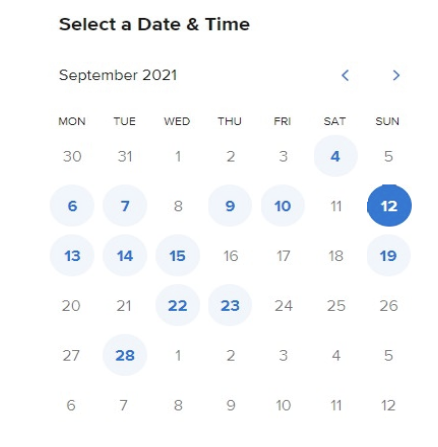 Select a Date & Time
September 2021
MON TUE WED THU FRI SAT SUN
30 31 1 2 3 4 5
6 7 8 9 10 11 12
13 14 15 16 17 18 19
20 21 22 23 24 25 26
27 28 1 2 3 4 5
6 7 8 9 10 11 12